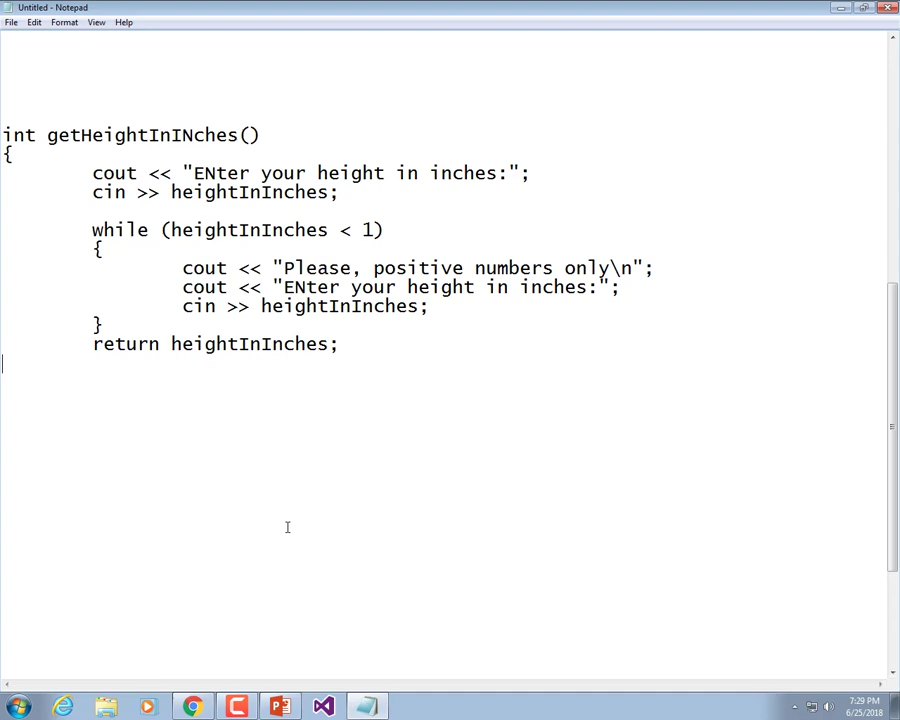 Untitled - Notepad
File Edit Format View Help
int getHeightInINches()
{
cout << "ENter your height in inches:";
cin >> heightInInches;
while (heightInInches < 1)
{
cout << "Please, positive numbers only\n";
cout << "ENter your height in inches:";
cin >> heightInInches;
}
return heightInInches;
7:29 PM
6/25/2018